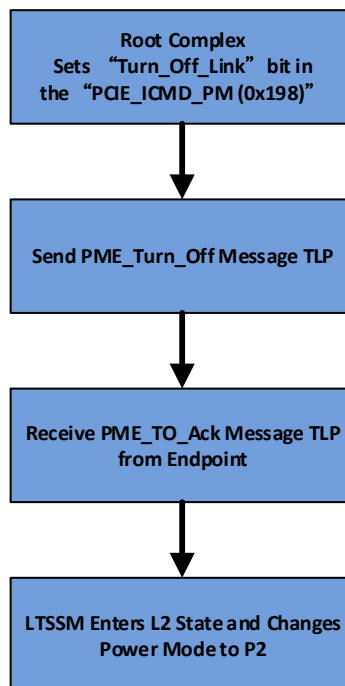 Root Complex
Sets “Turn_Off_Link” bit in
the “PCIE_ICMD_PM (0x198)”
Send PME_Turn_Off Message TLP
Receive PME_TO_Ack Message TLP
from Endpoint
LTSSM Enters L2 State and Changes
Power Mode to P2